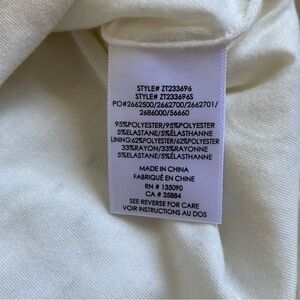 STYLE# ZT233696
STYLE# ZT233696S
PO#2662500/2662700/2662701/
2686000/56660
95%POLYESTER/95%POLYESTER
5%ELASTANE/5%ÉLASTHANNE
LINING:62%POLYESTER/62%POLYESTER
33%RAYON/33%RAYONNE
5%ELASTANE/5%ÉLASTHANNE
MADE IN CHINA
FABRIQUÉ EN CHINE
RN # 135090
CA # 35884
SEE REVERSE FOR CARE
VOIR INSTRUCTIONS AU DOS